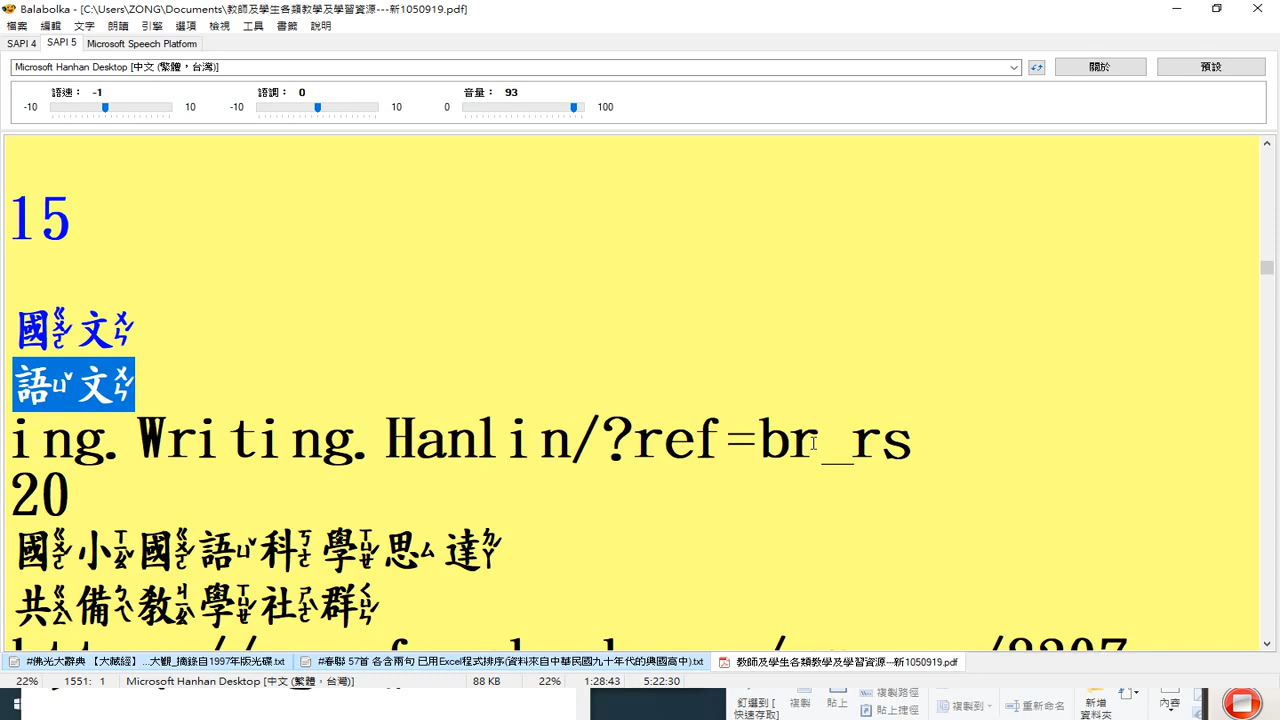 Balabolka - [C:\Users\ZONG\Documents\教師及學生各類教學及學習資源---新1050919.pdf]
檔案 編輯 文字 朗讀 引擎 選項 檢視 工具 書籤 說明
SAPI 4 SAPI 5 Microsoft Speech Platform
Microsoft Hanhan Desktop [中文 (繁體，台灣)] 關於 預設
語速： -1 語調： 0 音量： 93
-10 10 -10 10 0 100
15
國ㄍㄨㄛˊ文ㄨㄣˊ
語ㄩˇ文ㄨㄣˊ
ing.Writing.Hanlin/?ref=br_rs
20
國ㄍㄨㄛˊ小ㄒㄧㄠˇ國ㄍㄨㄛˊ語ㄩˇ科ㄎㄜ學ㄒㄩㄝˊ思ㄙ達ㄉㄚˊ
共ㄍㄨㄥˋ備ㄅㄟˋ教ㄐㄧㄠˋ學ㄒㄩㄝˊ社ㄕㄜˋ群ㄑㄩㄣˊ
#佛光大辭典 【大藏經】...大觀_摘錄自1997年版光碟.txt #春聯 57首 各含兩句 已用Excel程式排序(資料來自中華民國九十年代的興國高中).txt 教師及學生各類教學及學習資源---新1050919.pdf
22% 1551: 1 Microsoft Hanhan Desktop [中文 (繁體，台灣)] 88 KB 22% 1:28:43 5:22:30
釘選到 [ 複製 貼上 複製路徑 貼上捷徑 複製到 重新命名 新增 內容
快速存取] 資料夾